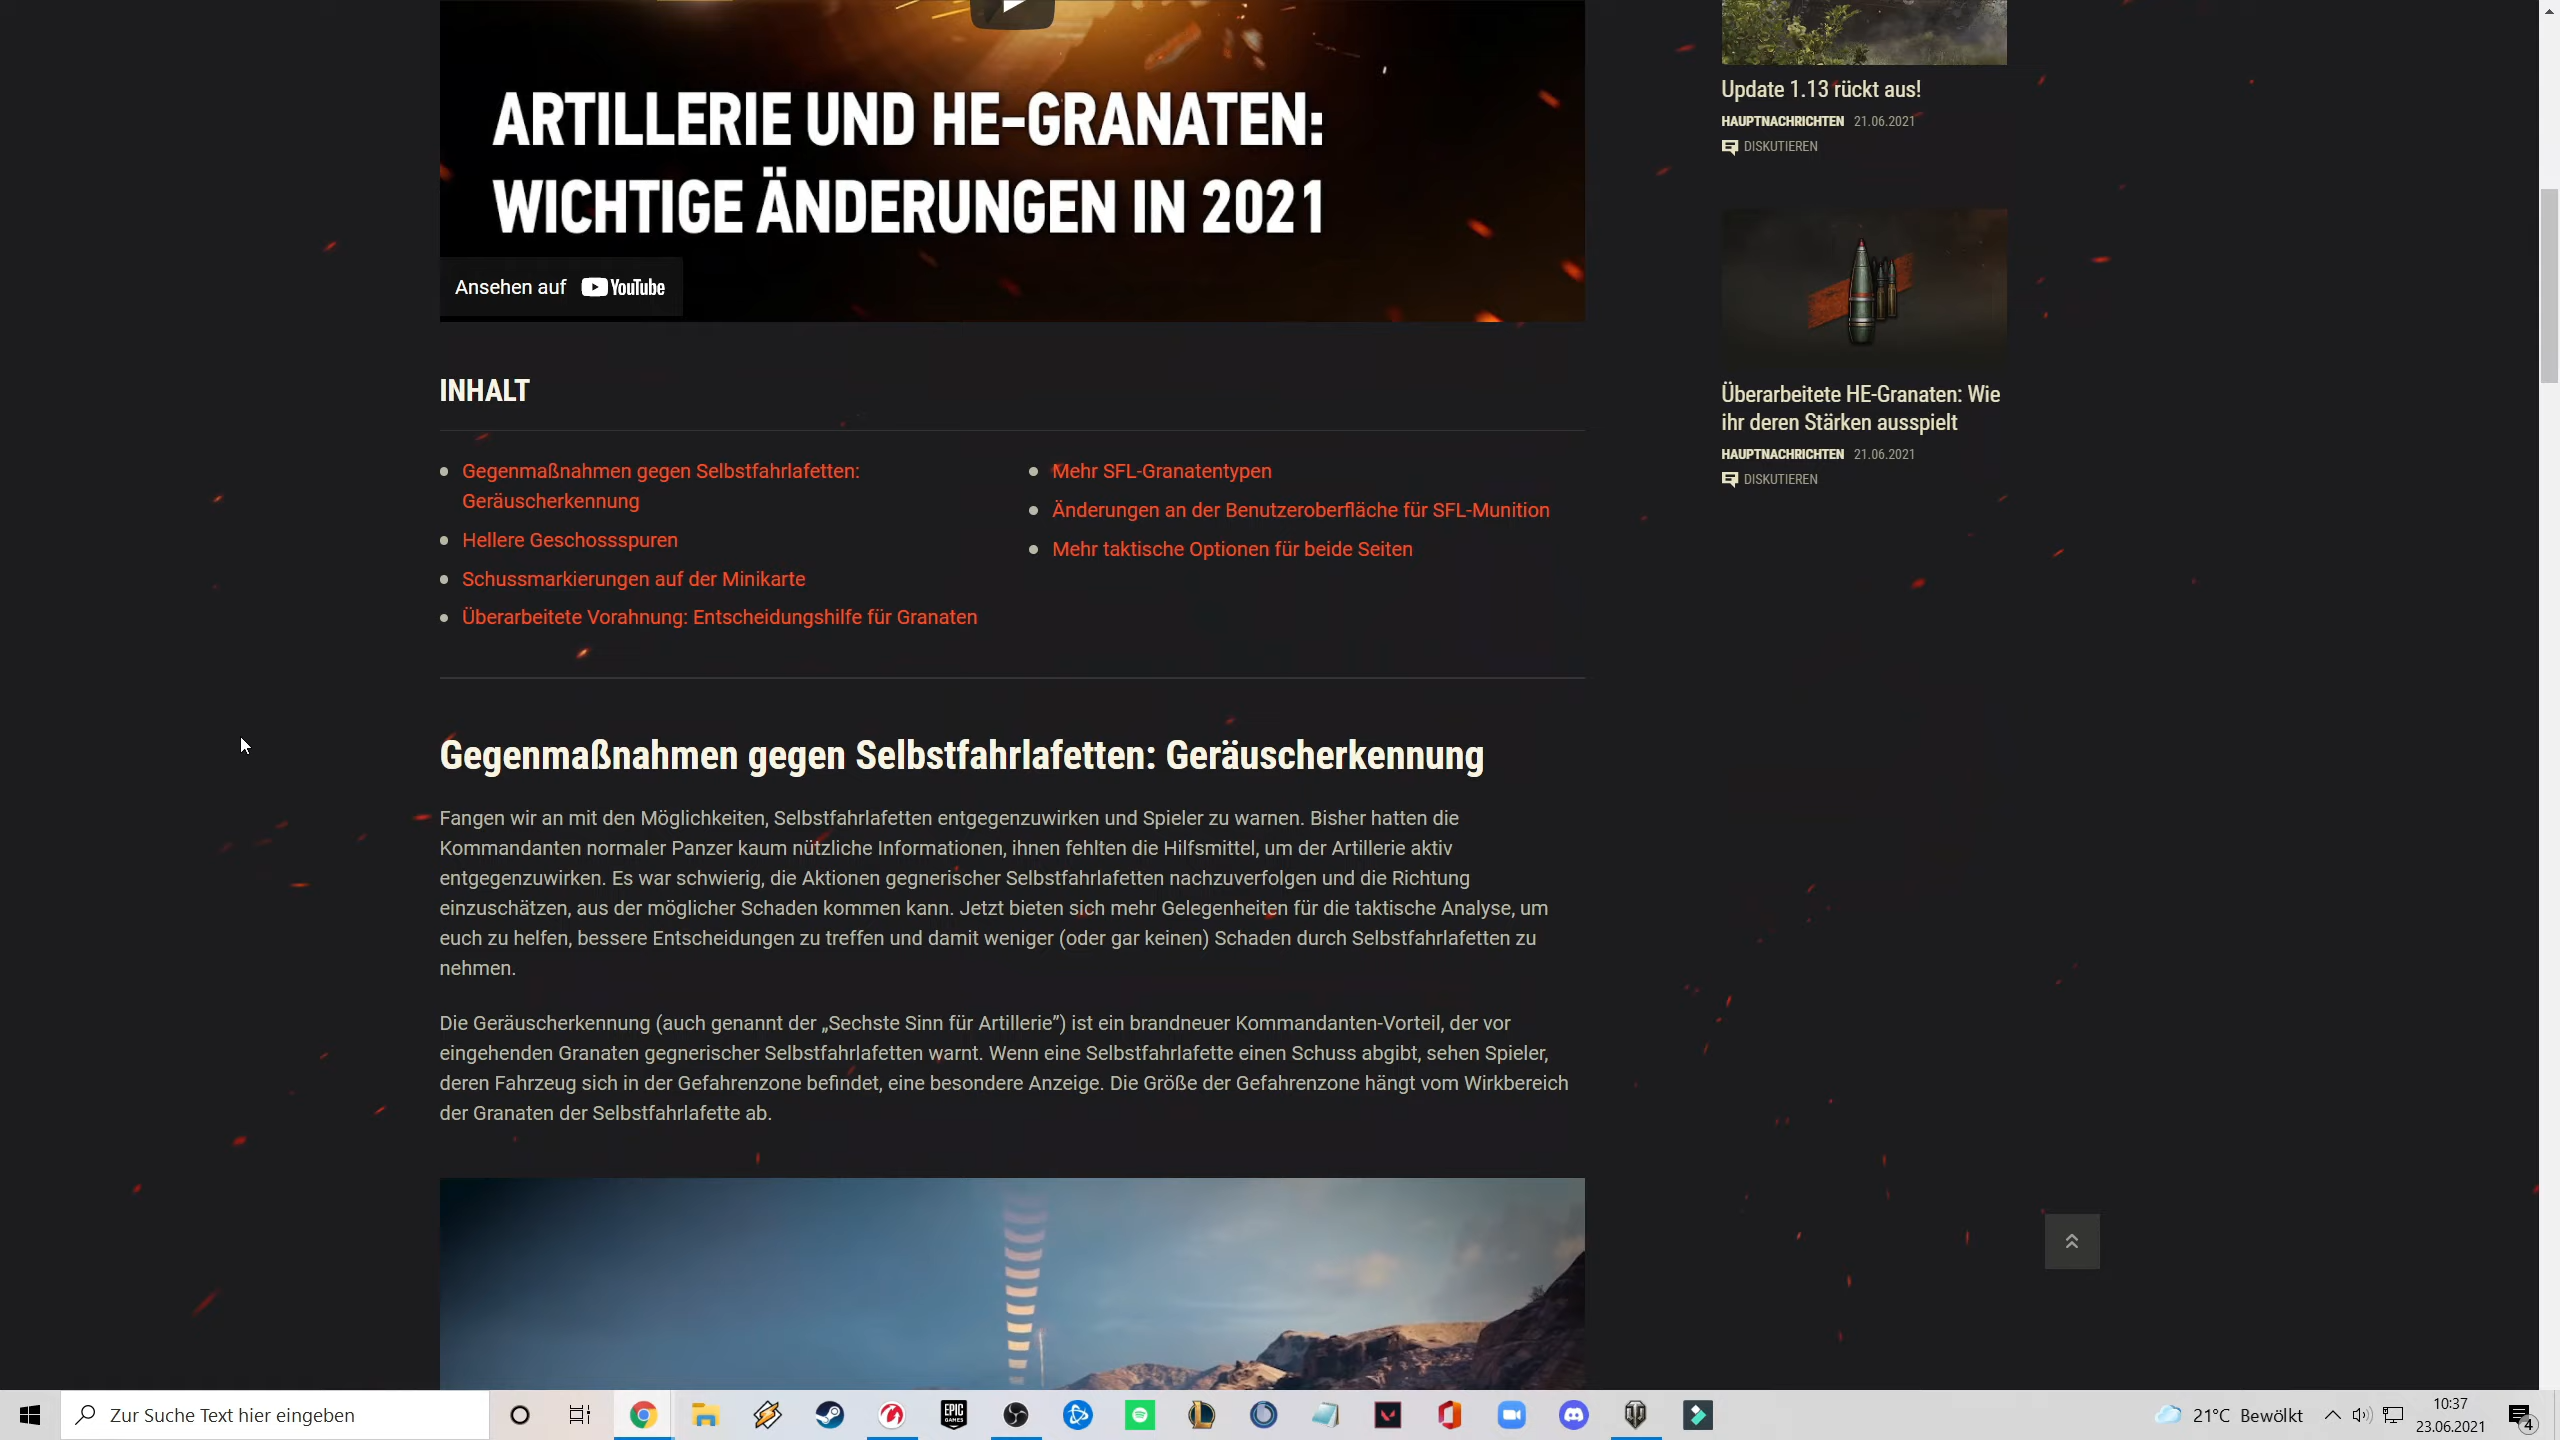 ARTILLERIE UND HE-GRANATEN:
WICHTIGE ÄNDERUNGEN IN 2021
Ansehen auf YouTube
INHALT
Gegenmaßnahmen gegen Selbstfahrlafetten:
Geräuscherkennung
Hellere Geschossspuren
Schussmarkierungen auf der Minikarte
Überarbeitete Vorahnung: Entscheidungshilfe für Granaten
Mehr SFL-Granatentypen
Änderungen an der Benutzeroberfläche für SFL-Munition
Mehr taktische Optionen für beide Seiten
Gegenmaßnahmen gegen Selbstfahrlafetten: Geräuscherkennung
Fangen wir an mit den Möglichkeiten, Selbstfahrlafetten entgegenzuwirken und Spieler zu warnen. Bisher hatten die
Kommandanten normaler Panzer kaum nützliche Informationen, ihnen fehlten die Hilfsmittel, um der Artillerie aktiv
entgegenzuwirken. Es war schwierig, die Aktionen gegnerischer Selbstfahrlafetten nachzuverfolgen und die Richtung
einzuschätzen, aus der möglicher Schaden kommen kann. Jetzt bieten sich mehr Gelegenheiten für die taktische Analyse, um
euch zu helfen, bessere Entscheidungen zu treffen und damit weniger (oder gar keinen) Schaden durch Selbstfahrlafetten zu
nehmen.
Die Geräuscherkennung (auch genannt der „Sechste Sinn für Artillerie”) ist ein brandneuer Kommandanten-Vorteil, der vor
eingehenden Granaten gegnerischer Selbstfahrlafetten warnt. Wenn eine Selbstfahrlafette einen Schuss abgibt, sehen Spieler,
deren Fahrzeug sich in der Gefahrenzone befindet, eine besondere Anzeige. Die Größe der Gefahrenzone hängt vom Wirkbereich
der Granaten der Selbstfahrlafette ab.
Update 1.13 rückt aus!
HAUPTNACHRICHTEN 21.06.2021
DISKUTIEREN
Überarbeitete HE-Granaten: Wie
ihr deren Stärken ausspielt
HAUPTNACHRICHTEN 21.06.2021
DISKUTIEREN
Zur Suche Text hier eingeben
EPIC
GAMES
21°C Bewölkt
10:37
23.06.2021
4